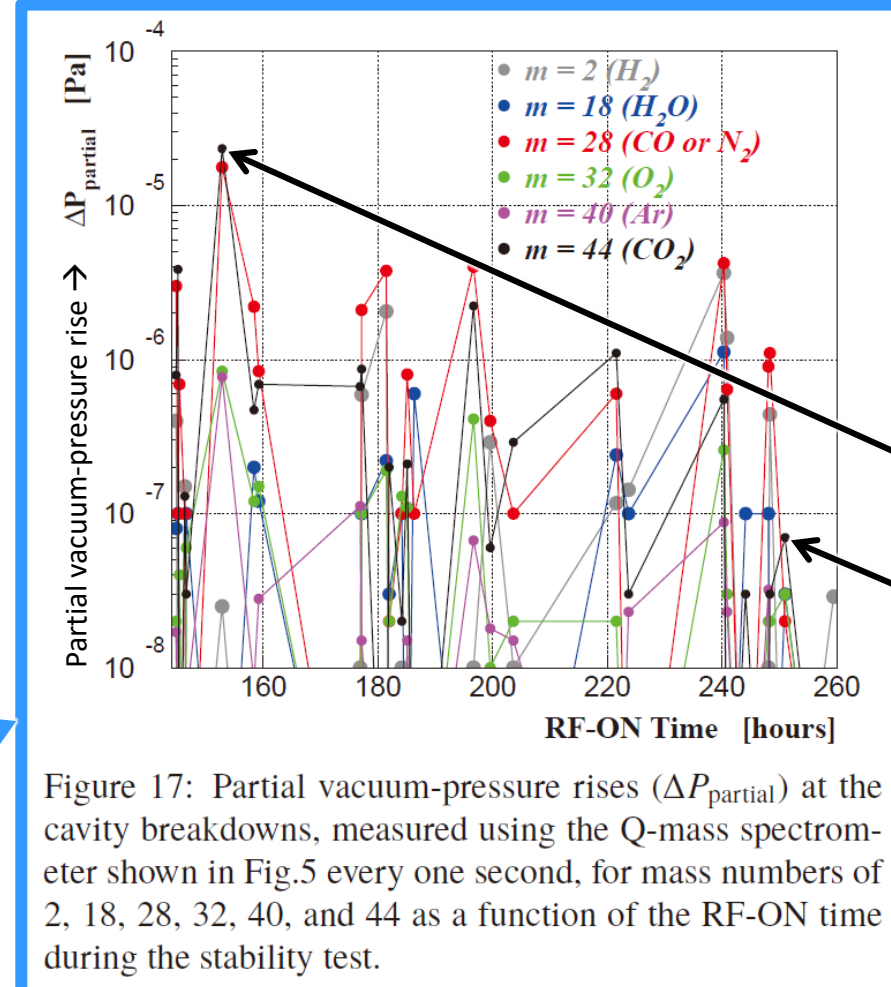 10 -4
Partial vacuum-pressure rise → ΔPpartial [Pa]
m = 2 (H2)
m = 18 (H2O)
m = 28 (CO or N2)
10 -5
m = 32 (O2)
m = 40 (Ar)
m = 44 (CO2)
10 -6
10 -7
10 -8
160 180 200 220 240 260
RF-ON Time [hours]
Figure 17: Partial vacuum-pressure rises (ΔPpartial) at the
cavity breakdowns, measured using the Q-mass spectrom-
eter shown in Fig.5 every one second, for mass numbers of
2, 18, 28, 32, 40, and 44 as a function of the RF-ON time
during the stability test.